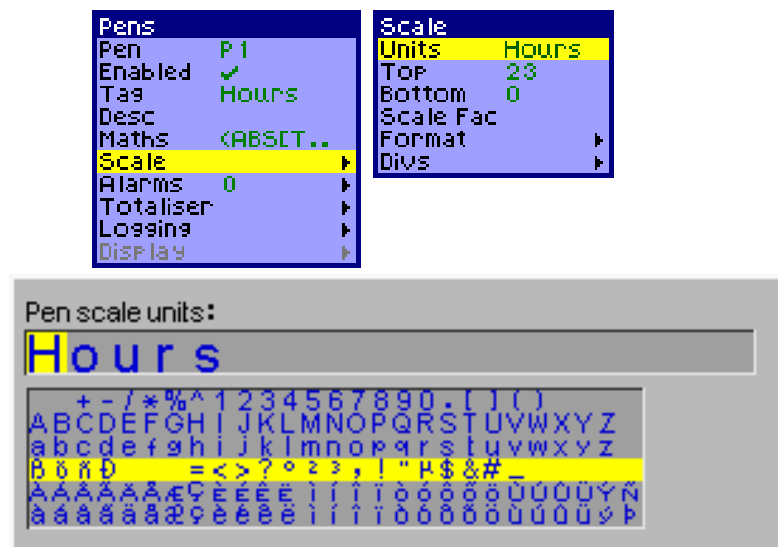 Pens
Pen P1
Enabled ✓
Tag Hours
Desc
Maths (ABS[T..
Scale
Alarms 0
Totaliser
Logging
Display
Scale
Units Hours
Top 23
Bottom 0
Scale Fac
Format
Divs
Pen scale units:
Hours
+-/*%^1234567890.[]()
ABCDEFGHIJKLMNOPQRSTUVWXYZ
abcdefghijklmnopqrstuvwxyz
=<>?º²³,!"µ$&#_